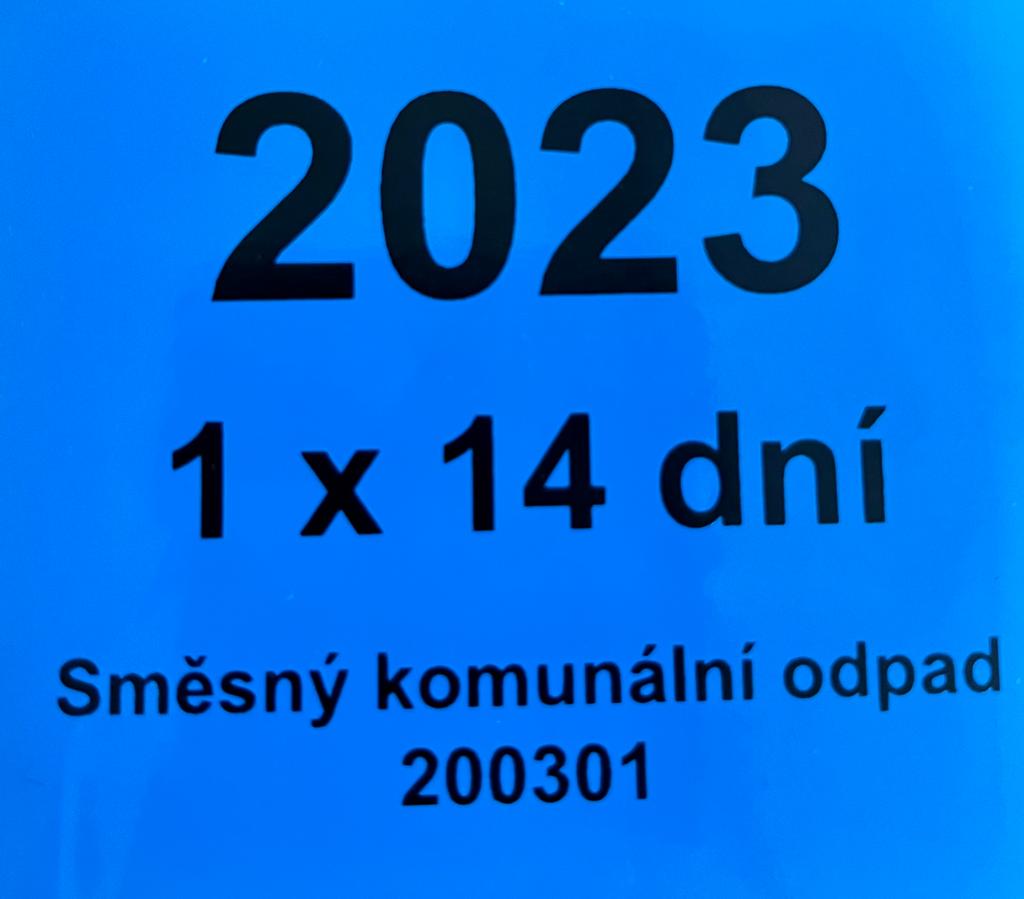 2023
1 x 14 dní
Směsný komunální odpad
200301